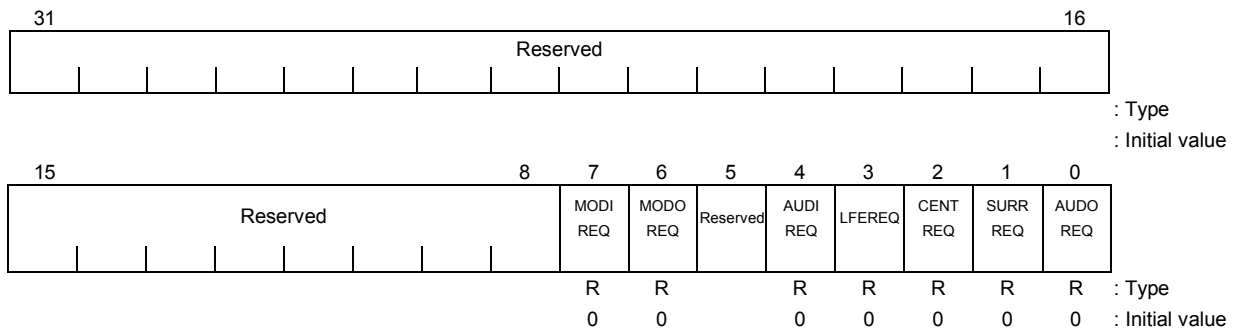 31 16
Reserved
: Type
: Initial value
15 8 7 6 5 4 3 2 1 0
Reserved MODI REQ MODO REQ Reserved AUDI REQ LFEREQ CENT REQ SURR REQ AUDO REQ
R R R R R R R : Type
0 0 0 0 0 0 0 : Initial value